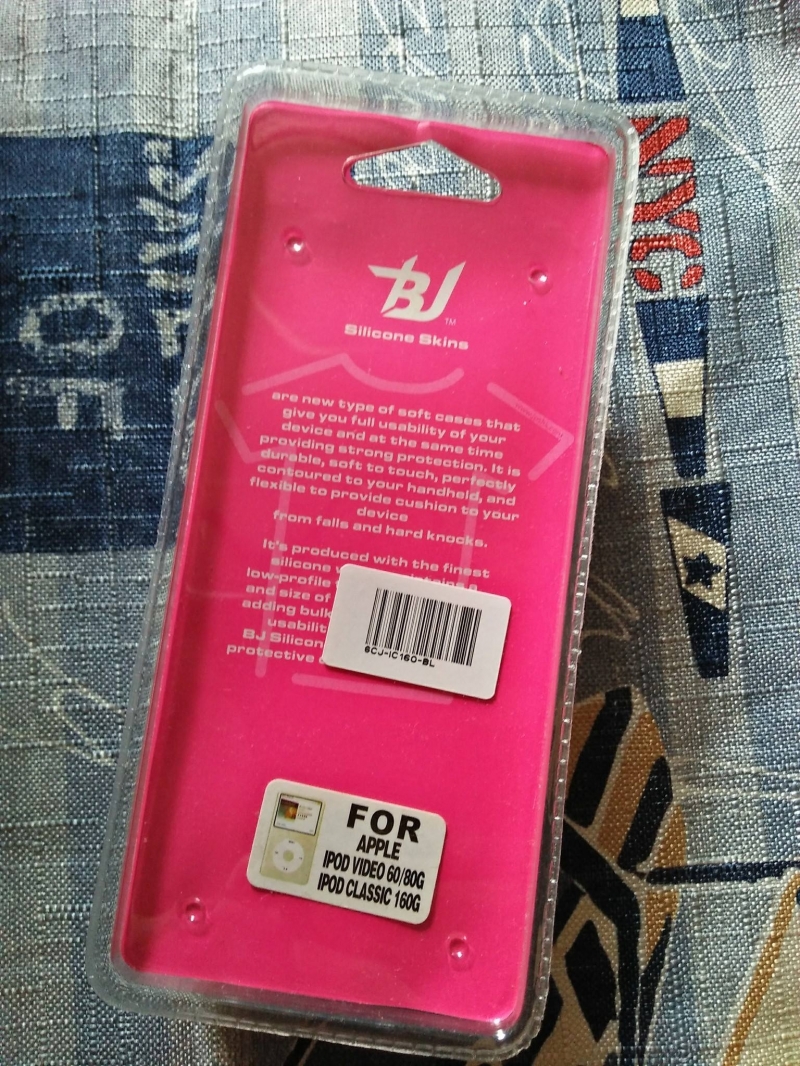 BJ
TM
Silicone Skins
are new type of soft cases that
give you full usability of your
device and at the same time
providing strong protection. It is
durable, soft to touch, perfectly
contoured to your handheld, and
flexible to provide cushion to your
device
from falls and hard knocks.
It's produced with the finest
silicone
low-profile
and size of
adding bulk
usabilit
BJ Silicon
protective
6CJ-IC160-BL
FOR
APPLE
IPOD VIDEO 60/80G
IPOD CLASSIC 160G
NYC
OF